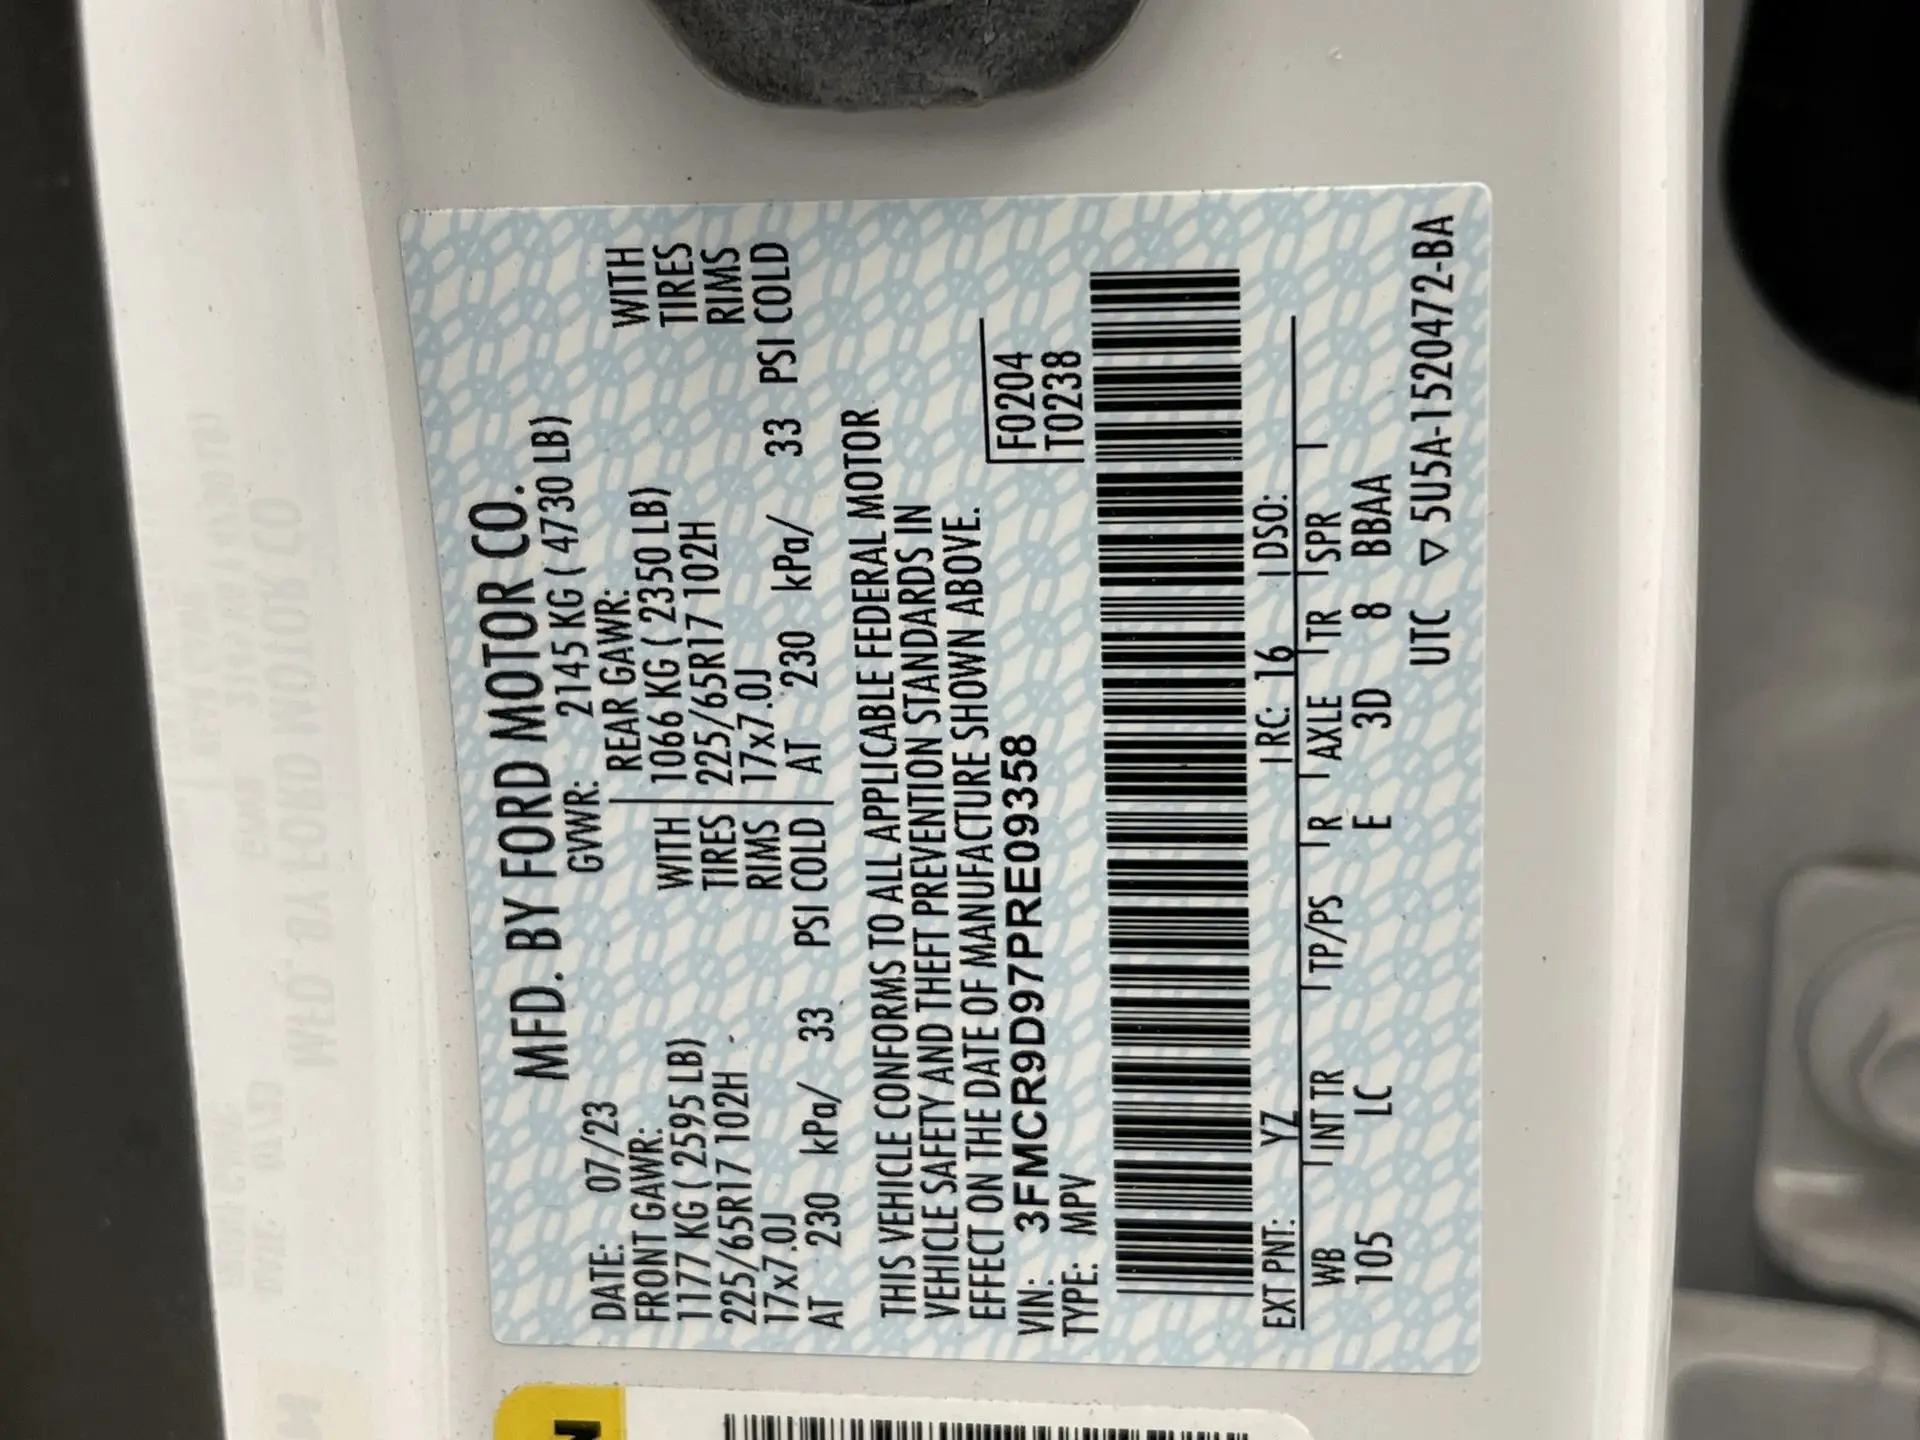 MFD. BY FORD MOTOR CO.
DATE: 07/23 GVWR: 2145 KG ( 4730 LB)
FRONT GAWR: REAR GAWR:
1177 KG ( 2595 LB) WITH 1066 KG ( 2350 LB) WITH
225/65R17 102H TIRES 225/65R17 102H TIRES
17x7.0J RIMS 17x7.0J RIMS
AT 230 kPa/ 33 PSI COLD AT 230 kPa/ 33 PSI COLD
THIS VEHICLE CONFORMS TO ALL APPLICABLE FEDERAL MOTOR
VEHICLE SAFETY AND THEFT PREVENTION STANDARDS IN
EFFECT ON THE DATE OF MANUFACTURE SHOWN ABOVE.
VIN: 3FMCR9D97PRE09358 F0204
TYPE: MPV T0238
EXT PNT: YZ RC: 16 DSO:
WB INT TR TP/PS R AXLE TR SPR
105 LC E 3D 8 BBAA
UTC ▽ 5U5A-1520472-BA